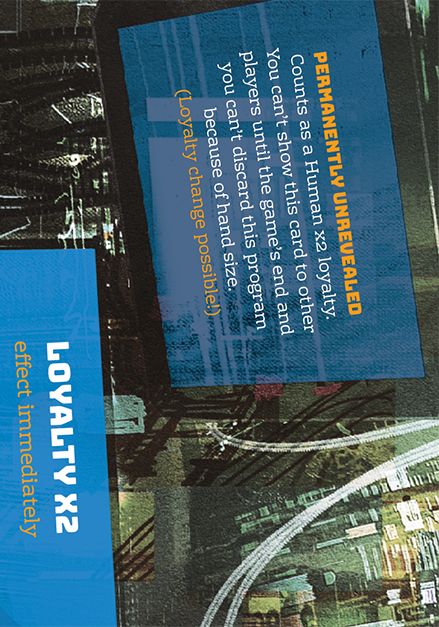 PERMANENTLY UNREVEALED
Counts as a Human x2 loyalty.
You can't show this card to other
players until the game's end and
you can't discard this program
because of hand size.
(Loyalty change possible!)
LOYALTY X2
effect immediately